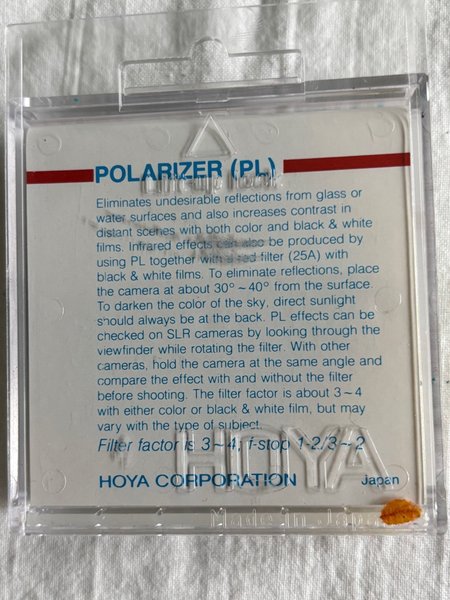 POLARIZER (PL)
Eliminates undesirable reflections from glass or
water surfaces and also increases contrast in
distant scenes with both color and black & white
films. Infrared effects can also be produced by
using PL together with a red filter (25A) with
black & white films. To eliminate reflections, place
the camera at about 30°~40° from the surface.
To darken the color of the sky, direct sunlight
should always be at the back. PL effects can be
checked on SLR cameras by looking through the
viewfinder while rotating the filter. With other
cameras, hold the camera at the same angle and
compare the effect with and without the filter
before shooting. The filter factor is about 3~4
with either color or black & white film, but may
vary with the type of subject.
Filter factor is 3~4, f-stop 1-2/3~2
HOYA
HOYA CORPORATION Japan
Made in Japan